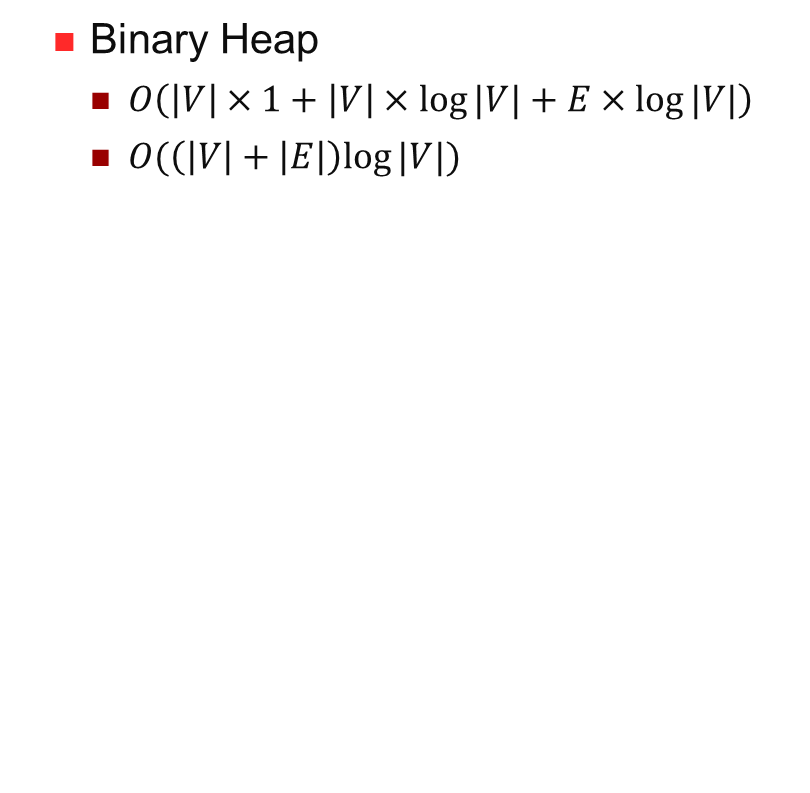 Binary Heap
O(|V| × 1 + |V| × log|V| + E × log|V|)
O((|V| + |E|)log|V|)